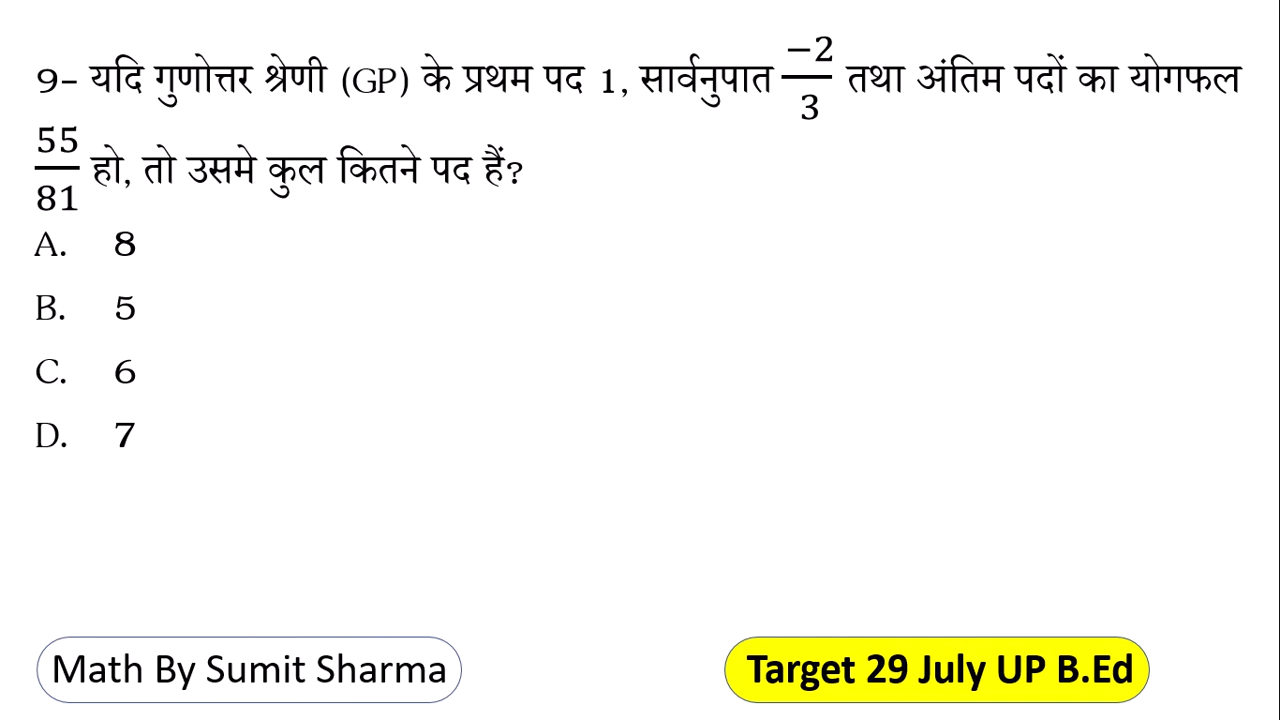 9– यदि गुणोत्तर श्रेणी (GP) के प्रथम पद 1, सार्वनुपात −2/3 तथा अंतिम पदों का योगफल
55/81 हो, तो उसमे कुल कितने पद हैं?
A. 8
B. 5
C. 6
D. 7
Math By Sumit Sharma
Target 29 July UP B.Ed